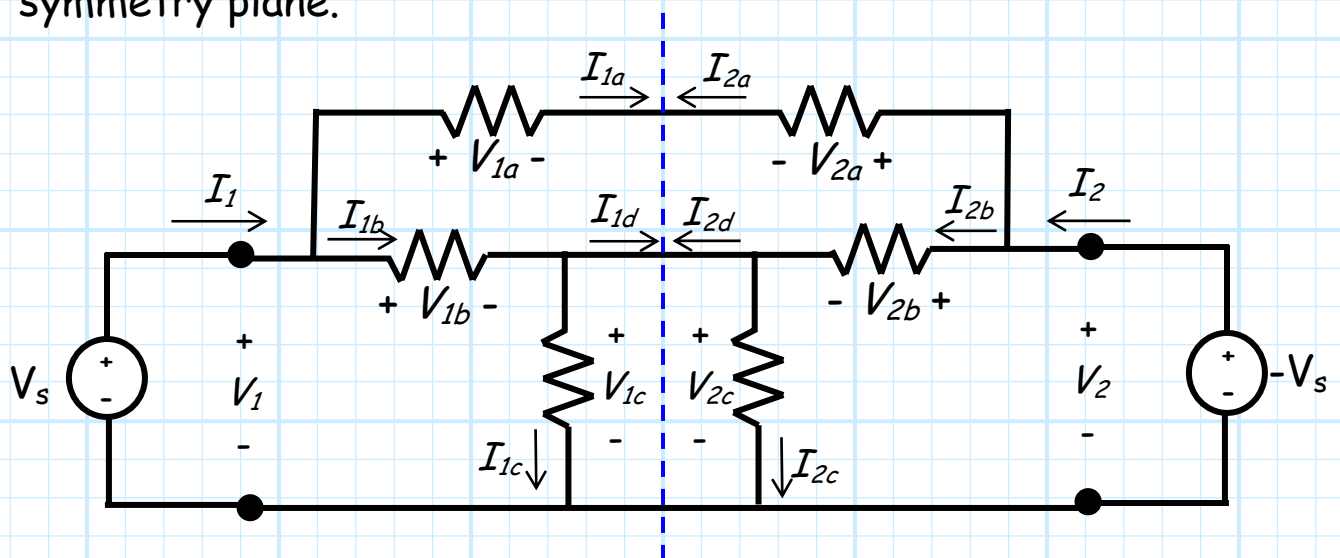 symmetry plane.
I1a I2a
+ V1a - - V2a +
I1 I1b I1d I2d I2b I2
+ V1b - - V2b +
+ + + +
Vs + - V1 V1c V2c V2 + - -Vs
- - - -
I1c I2c